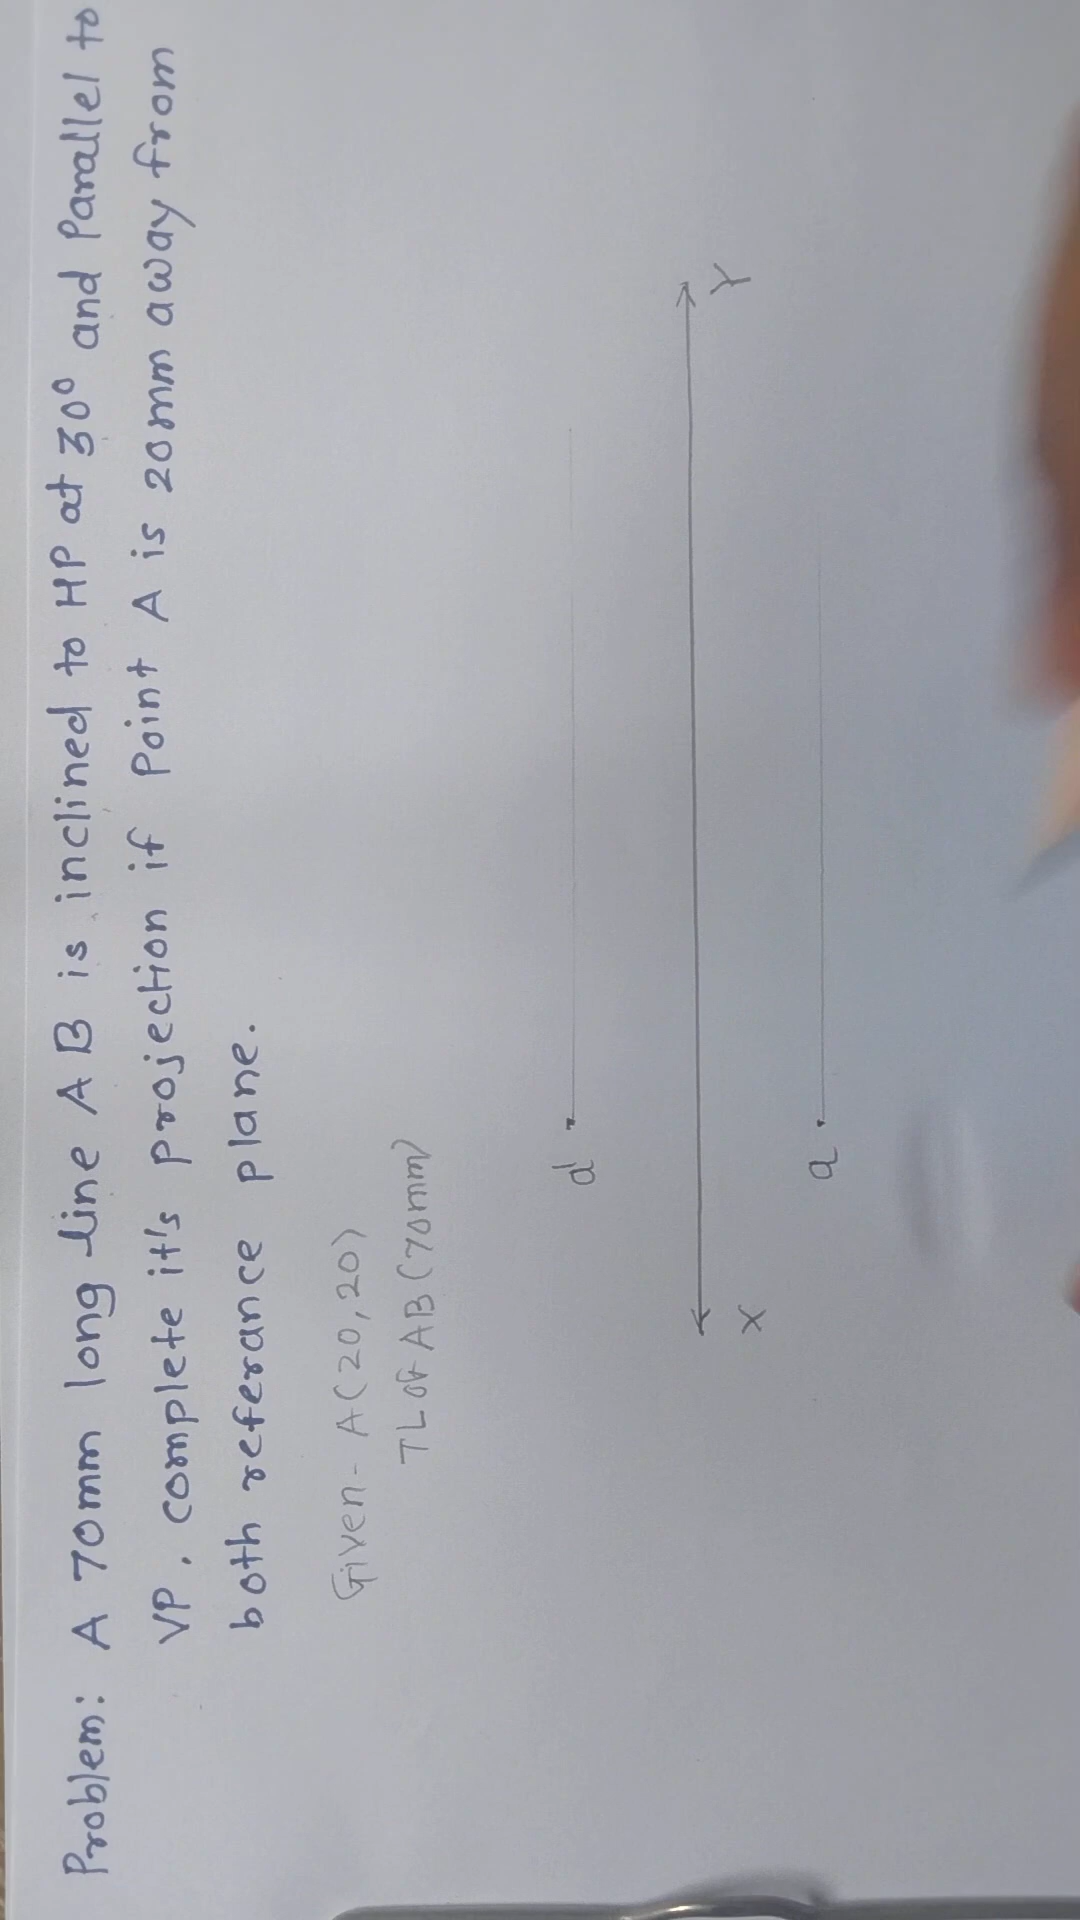 Problem: A 70mm long line AB is inclined to HP at 30° and Parallel to
VP, complete it's projection if Point A is 20mm away from
both referance plane.
Given - A(20,20)
TL of AB (70mm)
a'
X Y
a